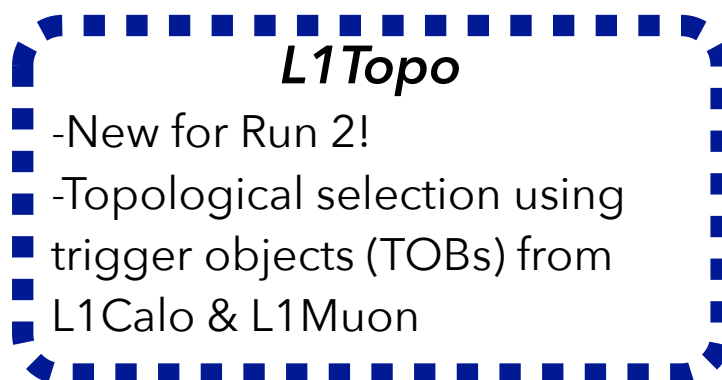 L1Topo
-New for Run 2!
-Topological selection using
trigger objects (TOBs) from
L1Calo & L1Muon